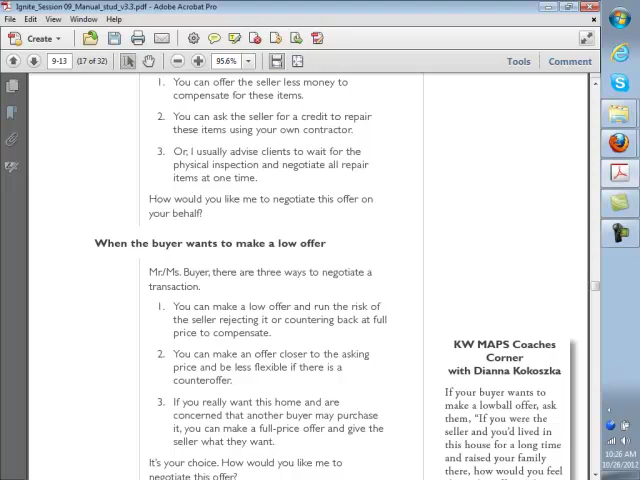 Ignite_Session 09_Manual_stud_v3.3.pdf - Adobe Acrobat Pro
File Edit View Window Help
Create
9-13 (17 of 32) 95.6% Tools Comment
1. You can offer the seller less money to
compensate for these items.
2. You can ask the seller for a credit to repair
these items using your own contractor.
3. Or, I usually advise clients to wait for the
physical inspection and negotiate all repair
items at one time.
How would you like me to negotiate this offer on
your behalf?
When the buyer wants to make a low offer
Mr./Ms. Buyer, there are three ways to negotiate a
transaction.
1. You can make a low offer and run the risk of
the seller rejecting it or countering back at full
price to compensate.
2. You can make an offer closer to the asking
price and be less flexible if there is a
counteroffer.
3. If you really want this home and are
concerned that another buyer may purchase
it, you can make a full-price offer and give the
seller what they want.
It's your choice. How would you like me to
negotiate this offer?
KW MAPS Coaches
Corner
with Dianna Kokoszka
If your buyer wants to
make a lowball offer, ask
them, "If you were the
seller and you'd lived in
this house for a long time
and raised your family
there, how would you feel
10:26 AM
10/26/2012